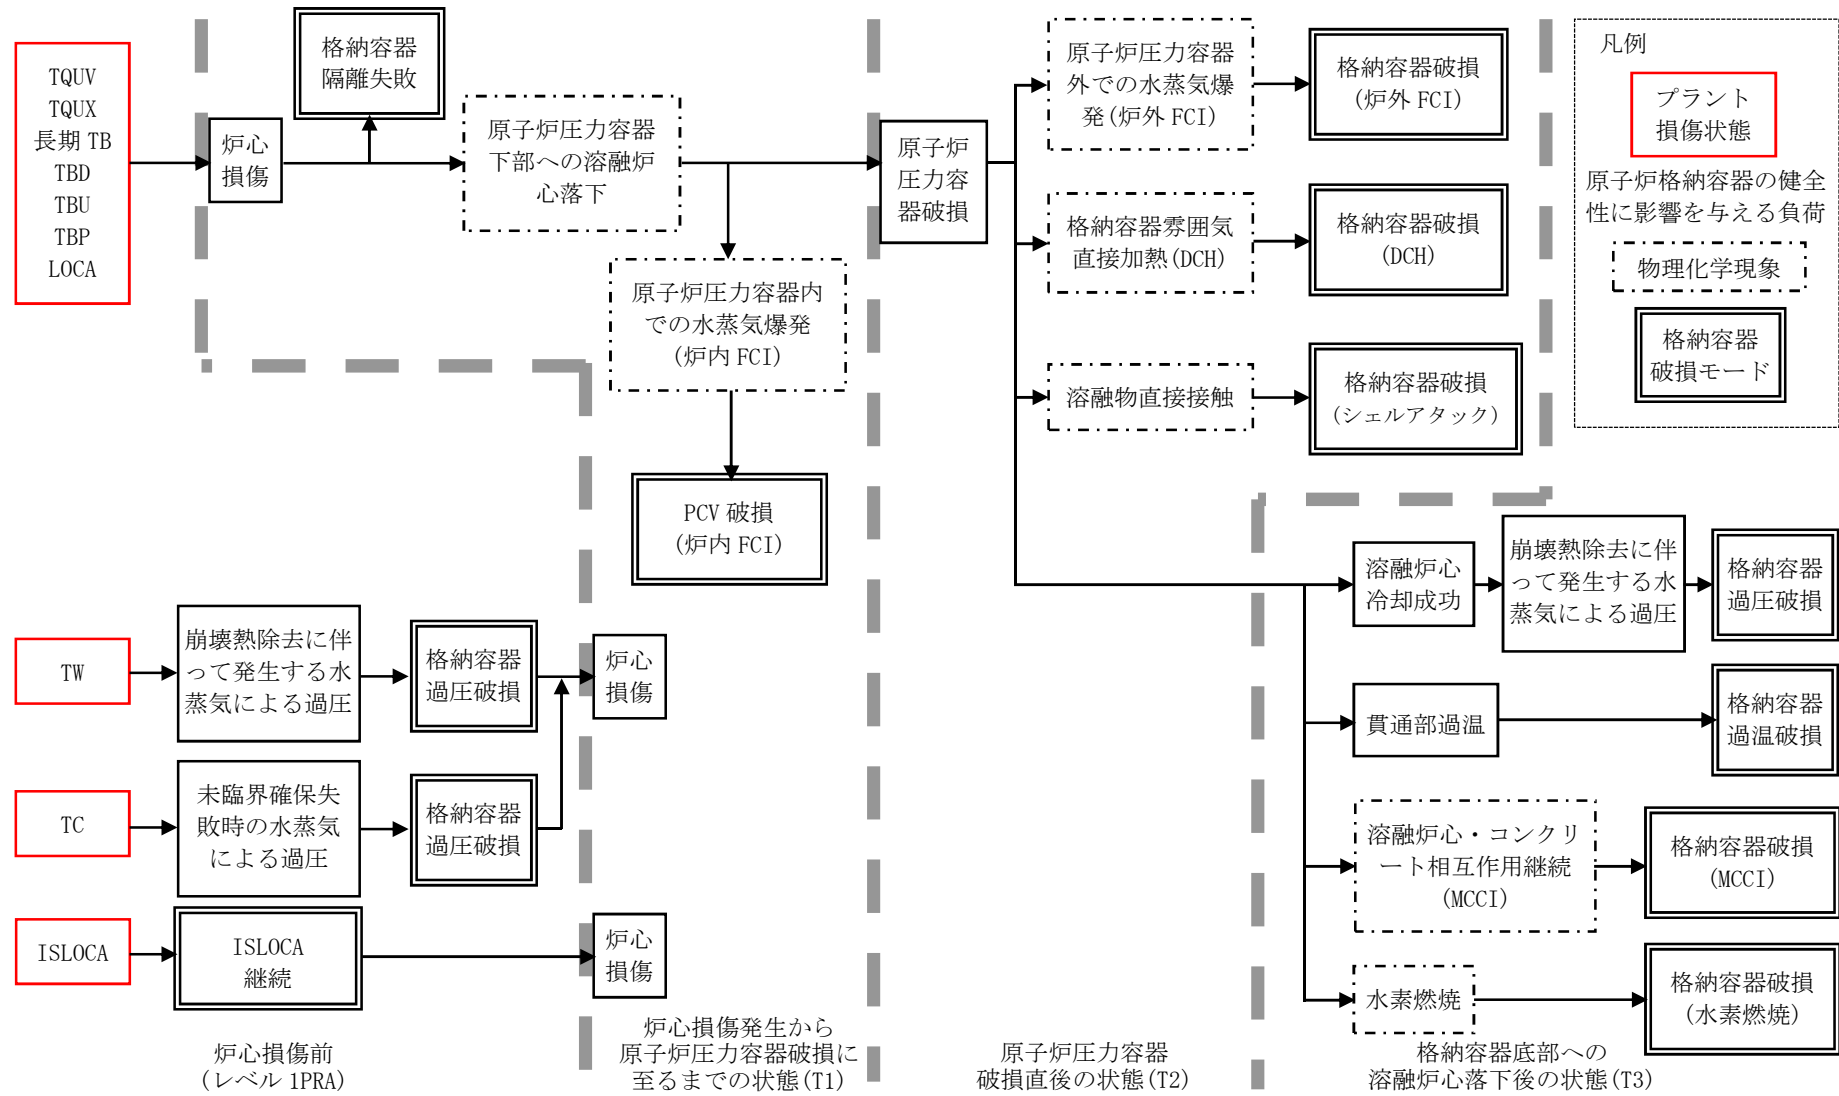 TQUV
TQUX
長期 TB
TBD
TBU
TBP
LOCA
炉心
損傷
格納容器
隔離失敗
原子炉圧力容器
下部への溶融炉
心落下
原子炉圧力容器内
での水蒸気爆発
(炉内 FCI)
PCV 破損
(炉内 FCI)
原子炉
圧力容
器破損
原子炉圧力容器
外での水蒸気爆
発(炉外 FCI)
格納容器破損
(炉外 FCI)
格納容器雰囲気
直接加熱(DCH)
格納容器破損
(DCH)
溶融物直接接触
格納容器破損
(シェルアタック)
凡例
プラント
損傷状態
原子炉格納容器の健全
性に影響を与える負荷
物理化学現象
格納容器
破損モード
溶融炉心
冷却成功
崩壊熱除去に伴
って発生する水
蒸気による過圧
格納容器
過圧破損
貫通部過温
格納容器
過温破損
溶融炉心・コンクリ
ート相互作用継続
(MCCI)
格納容器破損
(MCCI)
水素燃焼
格納容器破損
(水素燃焼)
TW
崩壊熱除去に伴
って発生する水
蒸気による過圧
格納容器
過圧破損
炉心
損傷
TC
未臨界確保失
敗時の水蒸気
による過圧
格納容器
過圧破損
ISLOCA
ISLOCA
継続
炉心
損傷
炉心損傷前
(レベル 1PRA)
炉心損傷発生から
原子炉圧力容器破損に
至るまでの状態(T1)
原子炉圧力容器
破損直後の状態(T2)
格納容器底部への
溶融炉心落下後の状態(T3)